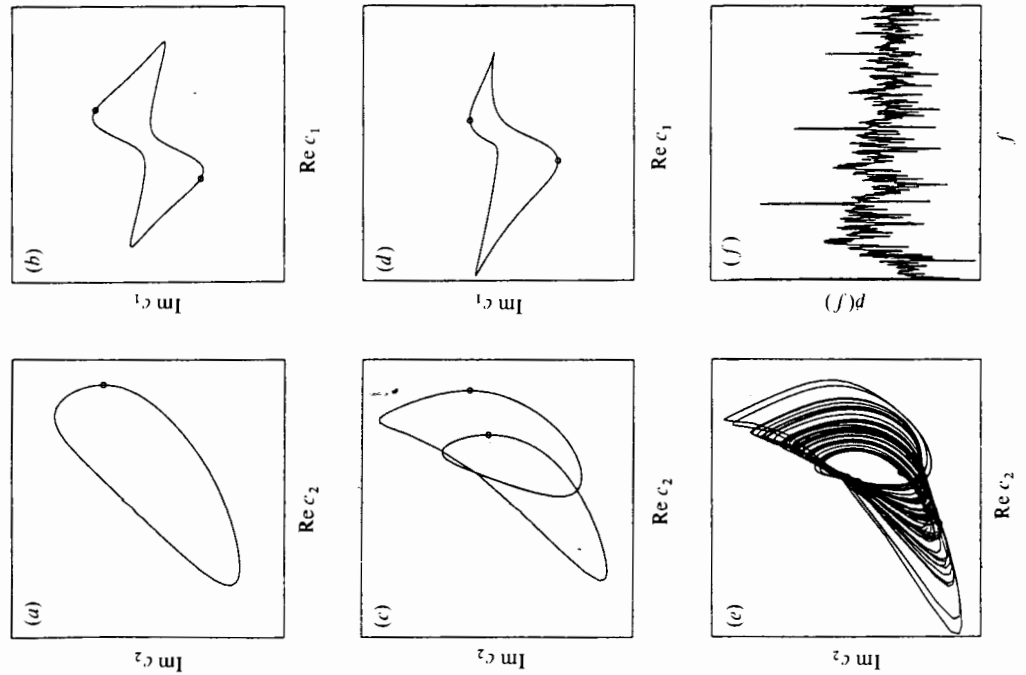 (a)
Im c₂
Re c₂
(b)
Im c₁
Re c₁
(c)
Im c₂
Re c₂
(d)
Im c₁
Re c₁
(e)
Im c₂
Re c₂
(f)
p(f)
f